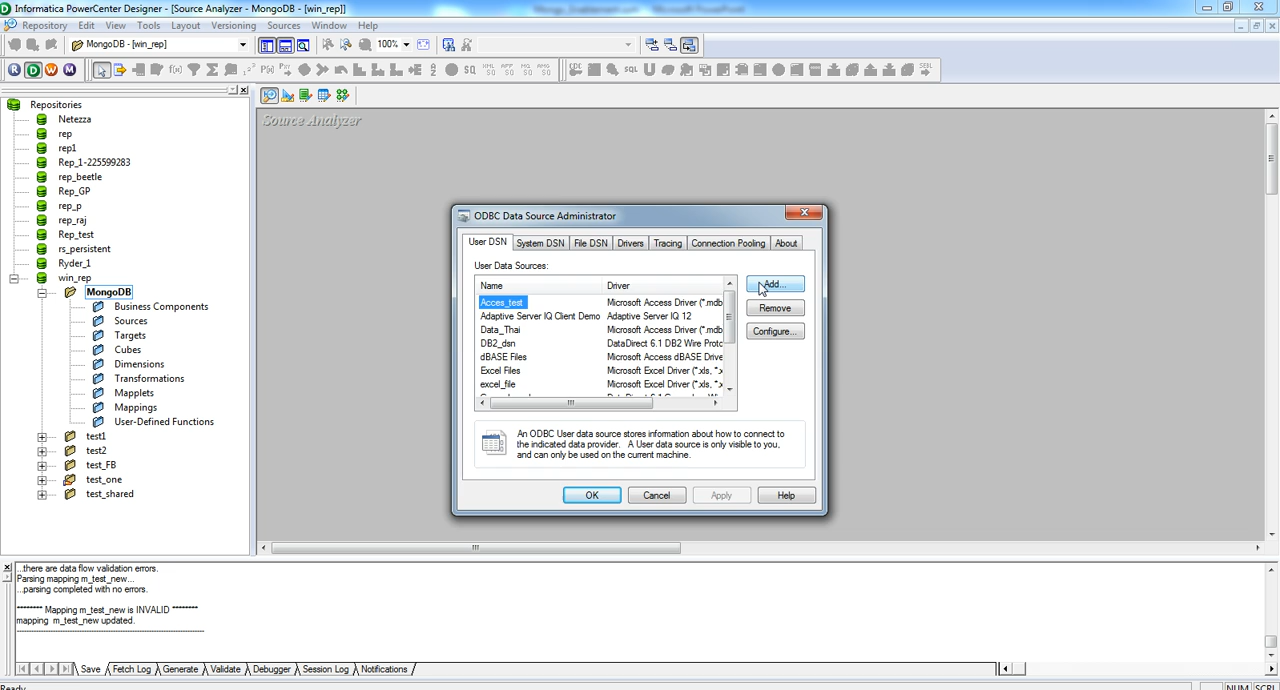 Informatica PowerCenter Designer - [Source Analyzer - MongoDB - [win_rep]]
Repository Edit View Tools Layout Versioning Sources Window Help
MongoDB - [win_rep] 100%
Source Analyzer
Repositories
Netezza
rep
rep1
Rep_1-225599283
rep_beetle
Rep_GP
rep_p
rep_raj
Rep_test
rs_persistent
Ryder_1
win_rep
MongoDB
Business Components
Sources
Targets
Cubes
Dimensions
Transformations
Mapplets
Mappings
User-Defined Functions
test1
test2
test_FB
test_one
test_shared
ODBC Data Source Administrator
User DSN System DSN File DSN Drivers Tracing Connection Pooling About
User Data Sources:
Name Driver
Acces_test Microsoft Access Driver (*.mdb
Adaptive Server IQ Client Demo Adaptive Server IQ 12
Data_Thai Microsoft Access Driver (*.mdb
DB2_dsn DataDirect 6.1 DB2 Wire Proto
dBASE Files Microsoft Access dBASE Drive
Excel Files Microsoft Excel Driver (*.xls, *.x
excel_file Microsoft Excel Driver (*.xls, *.x
Add...
Remove
Configure...
An ODBC User data source stores information about how to connect to
the indicated data provider. A User data source is only visible to you,
and can only be used on the current machine.
OK Cancel Apply Help
...there are data flow validation errors.
Parsing mapping m_test_new...
...parsing completed with no errors.
******** Mapping m_test_new is INVALID ********
mapping m_test_new updated.
Save Fetch Log Generate Validate Debugger Session Log Notifications
Ready NUM SCRL